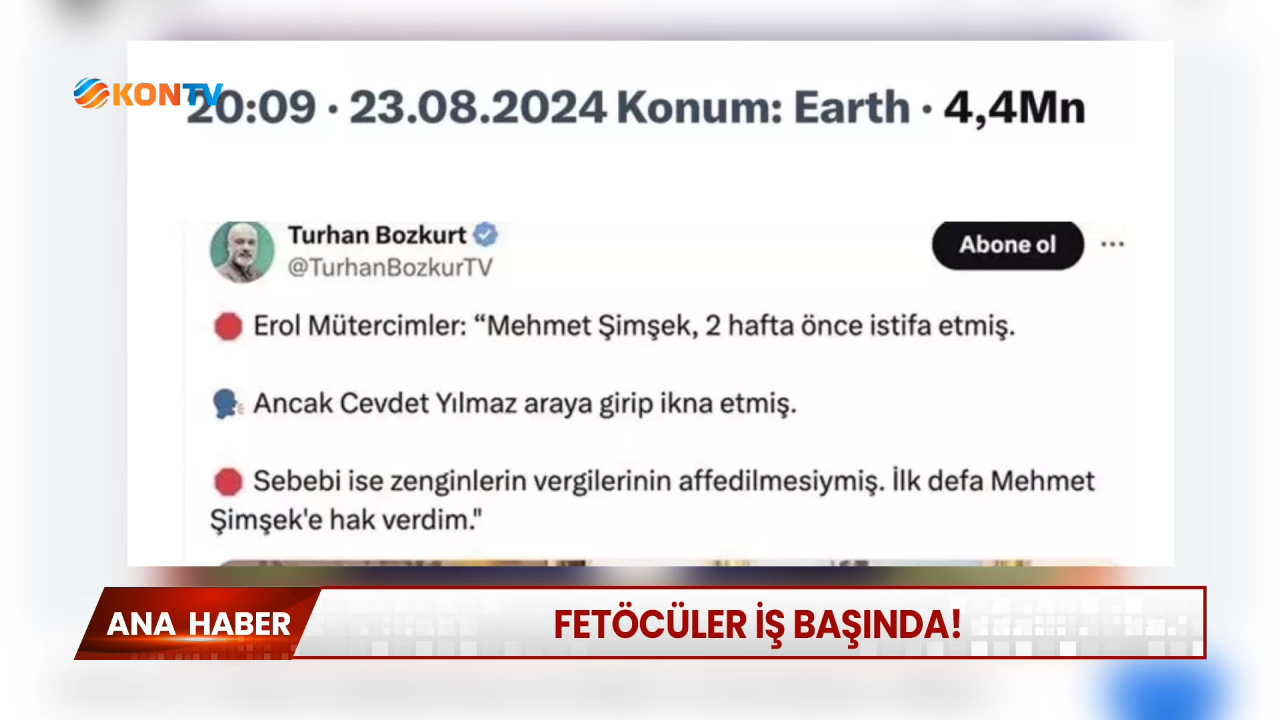 KONTV
20:09 · 23.08.2024 Konum: Earth · 4,4Mn
Turhan Bozkurt
Abone ol
@TurhanBozkurTV
Erol Mütercimler: “Mehmet Şimşek, 2 hafta önce istifa etmiş.
Ancak Cevdet Yılmaz araya girip ikna etmiş.
Sebebi ise zenginlerin vergilerinin affedilmesiymiş. İlk defa Mehmet
Şimşek'e hak verdim."
ANA HABER
FETÖCÜLER İŞ BAŞINDA!